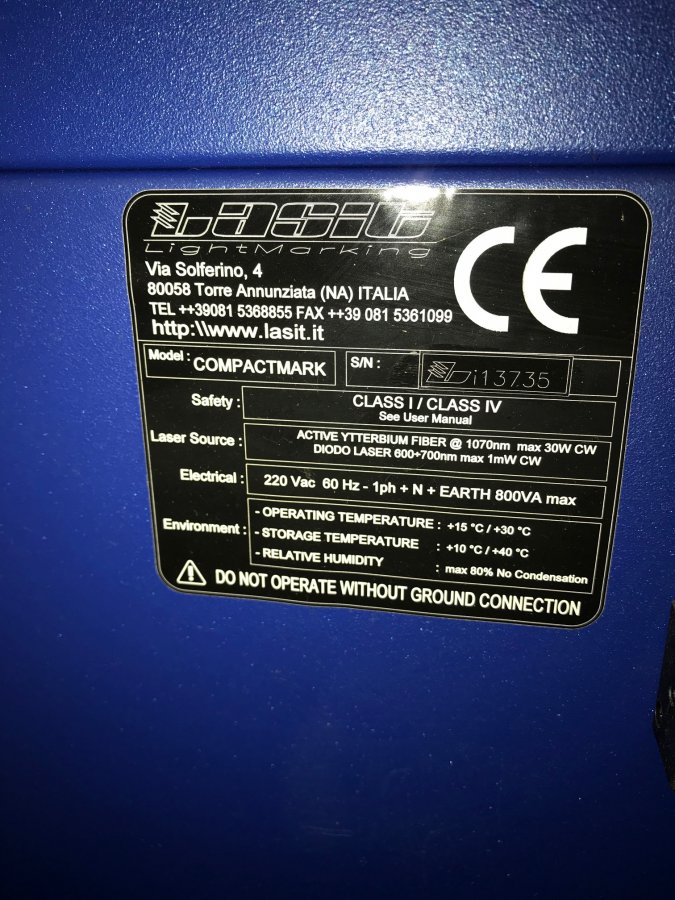 Lasit
LightMarking
CE
Via Solferino, 4
80058 Torre Annunziata (NA) ITALIA
TEL ++39081 5368855 FAX ++39 081 5361099
http:\\www.lasit.it
Model : COMPACTMARK S/N : Li13735
Safety : CLASS I / CLASS IV
See User Manual
Laser Source : ACTIVE YTTERBIUM FIBER @ 1070nm max 30W CW
DIODO LASER 600÷700nm max 1mW CW
Electrical : 220 Vac 60 Hz - 1ph + N + EARTH 800VA max
Environment : - OPERATING TEMPERATURE : +15 °C / +30 °C
- STORAGE TEMPERATURE : +10 °C / +40 °C
- RELATIVE HUMIDITY : max 80% No Condensation
DO NOT OPERATE WITHOUT GROUND CONNECTION